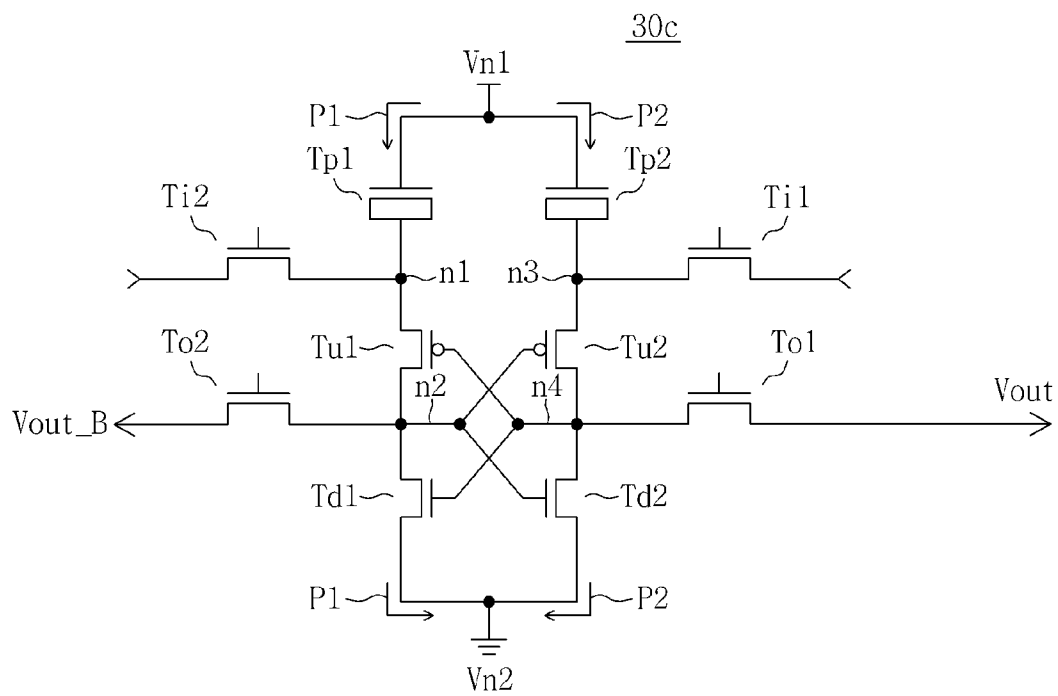 30c
Vn1
P1
P2
Tp1
Tp2
Ti2
Ti1
n1
n3
To2
Tu1
Tu2
To1
n2
n4
Vout_B
Vout
Td1
Td2
P1
P2
Vn2